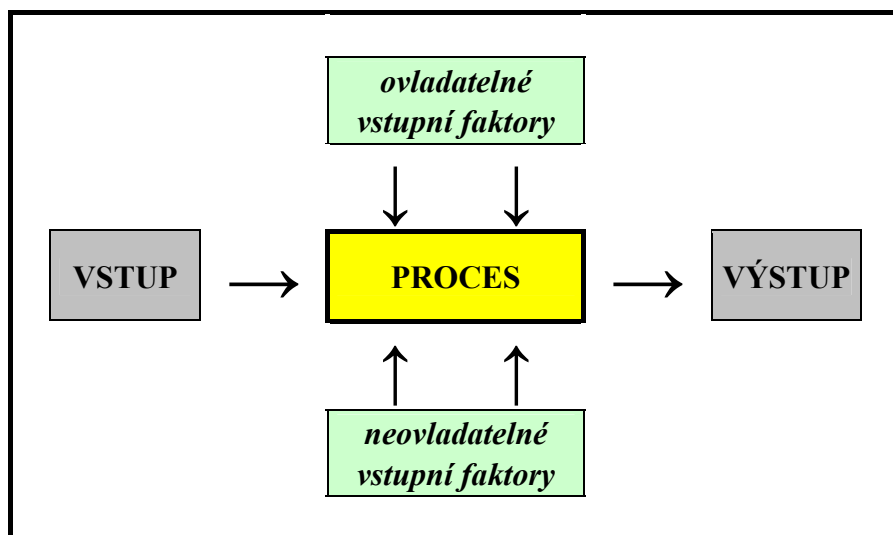 ovladatelné
vstupní faktory
VSTUP
PROCES
VÝSTUP
neovladatelné
vstupní faktory